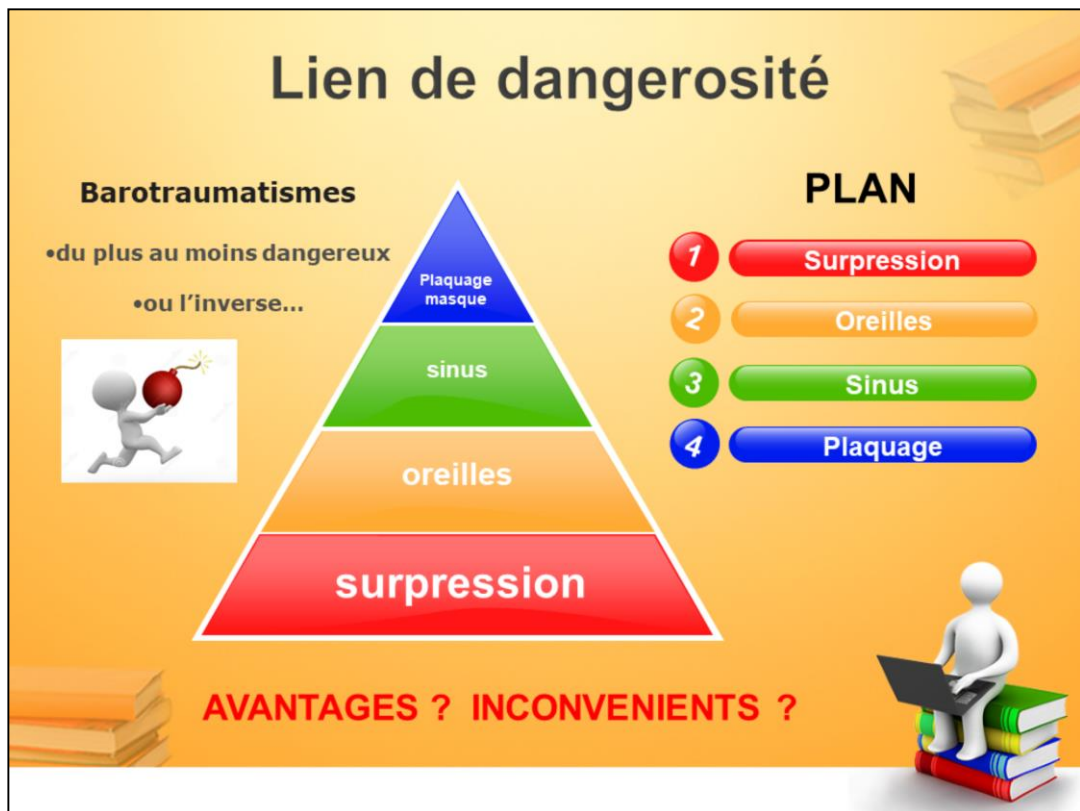 Lien de dangerosité
Barotraumatismes
•du plus au moins dangereux
•ou l'inverse...
Plaquage
masque
sinus
oreilles
surpression
PLAN
1 Surpression
2 Oreilles
3 Sinus
4 Plaquage
AVANTAGES ? INCONVENIENTS ?